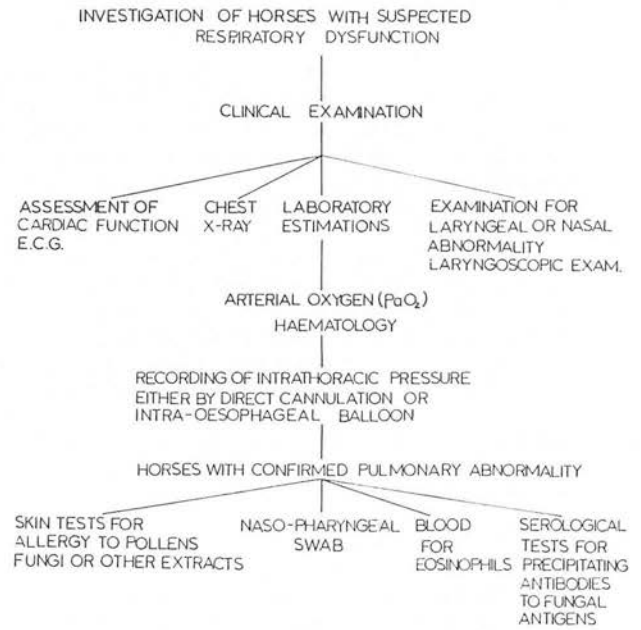 INVESTIGATION OF HORSES WITH SUSPECTED
RESPIRATORY DYSFUNCTION
CLINICAL EXAMINATION
ASSESSMENT OF
CARDIAC FUNCTION
E.C.G.
CHEST
X-RAY
LABORATORY
ESTIMATIONS
EXAMINATION FOR
LARYNGEAL OR NASAL
ABNORMALITY
LARYNGOSCOPIC EXAM.
ARTERIAL OXYGEN (PaO₂)
HAEMATOLOGY
RECORDING OF INTRATHORACIC PRESSURE
EITHER BY DIRECT CANNULATION OR
INTRA-OESOPHAGEAL BALLOON
HORSES WITH CONFIRMED PULMONARY ABNORMALITY
SKIN TESTS FOR
ALLERGY TO POLLENS
FUNGI OR OTHER EXTRACTS
NASO-PHARYNGEAL
SWAB
BLOOD
FOR
EOSINOPHILS
SEROLOGICAL
TESTS FOR
PRECIPITATING
ANTIBODIES
TO FUNGAL
ANTIGENS